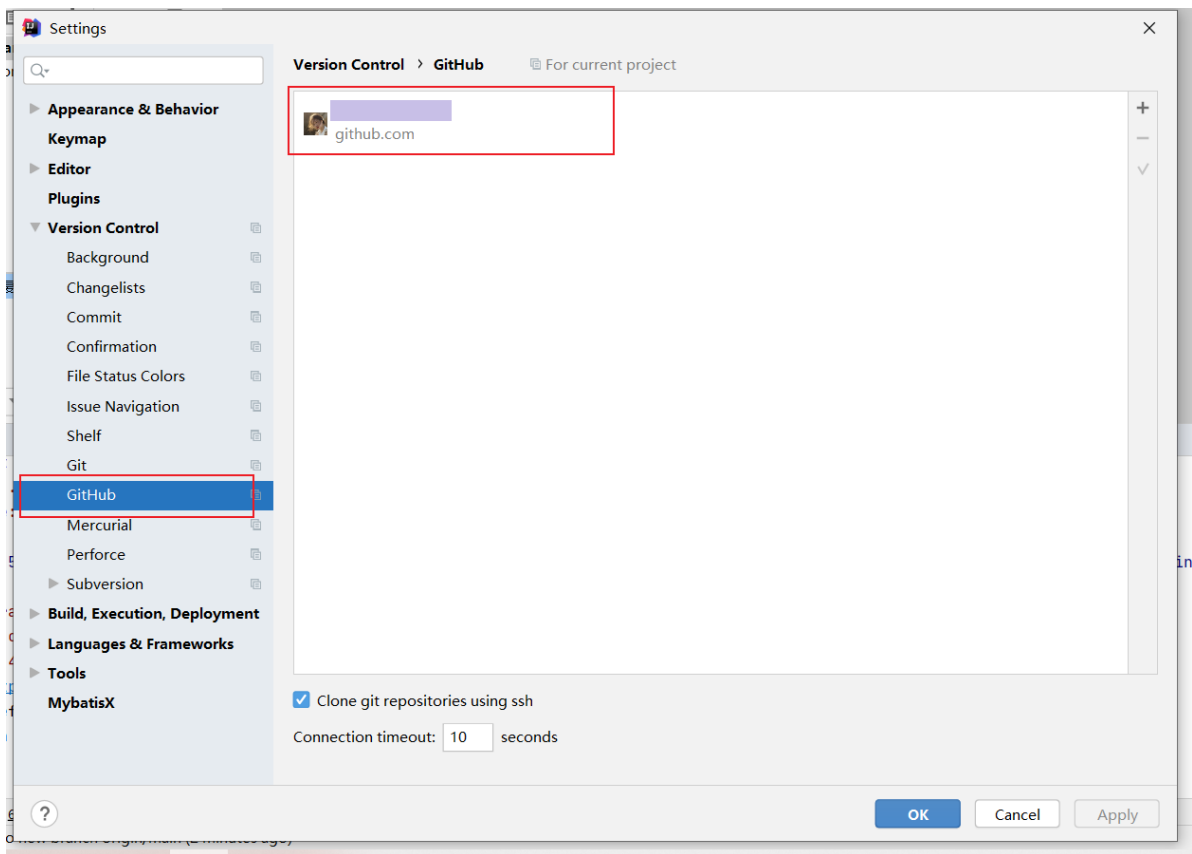 Settings
Version Control › GitHub For current project
Appearance & Behavior
Keymap
Editor
Plugins
Version Control
Background
Changelists
Commit
Confirmation
File Status Colors
Issue Navigation
Shelf
Git
GitHub
Mercurial
Perforce
Subversion
Build, Execution, Deployment
Languages & Frameworks
Tools
MybatisX
github.com
Clone git repositories using ssh
Connection timeout: 10 seconds
?
OK Cancel Apply